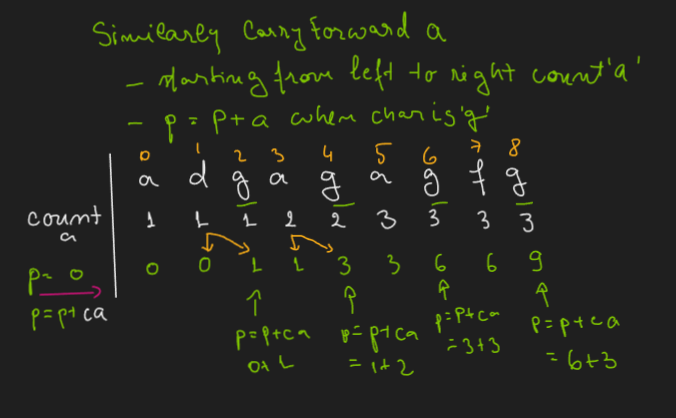 Similarly Carry forward a
- starting from left to right count 'a'
- p = p+a when char is 'g'
0 1 2 3 4 5 6 7 8
a d g a g a g f g
count a 1 1 1 2 2 3 3 3 3
p= 0 0 0 1 1 3 3 6 6 9
p=p+ca
p=p+ca p=p+ca p=p+ca p=p+ca
0+1 =1+2 =3+3 =6+3